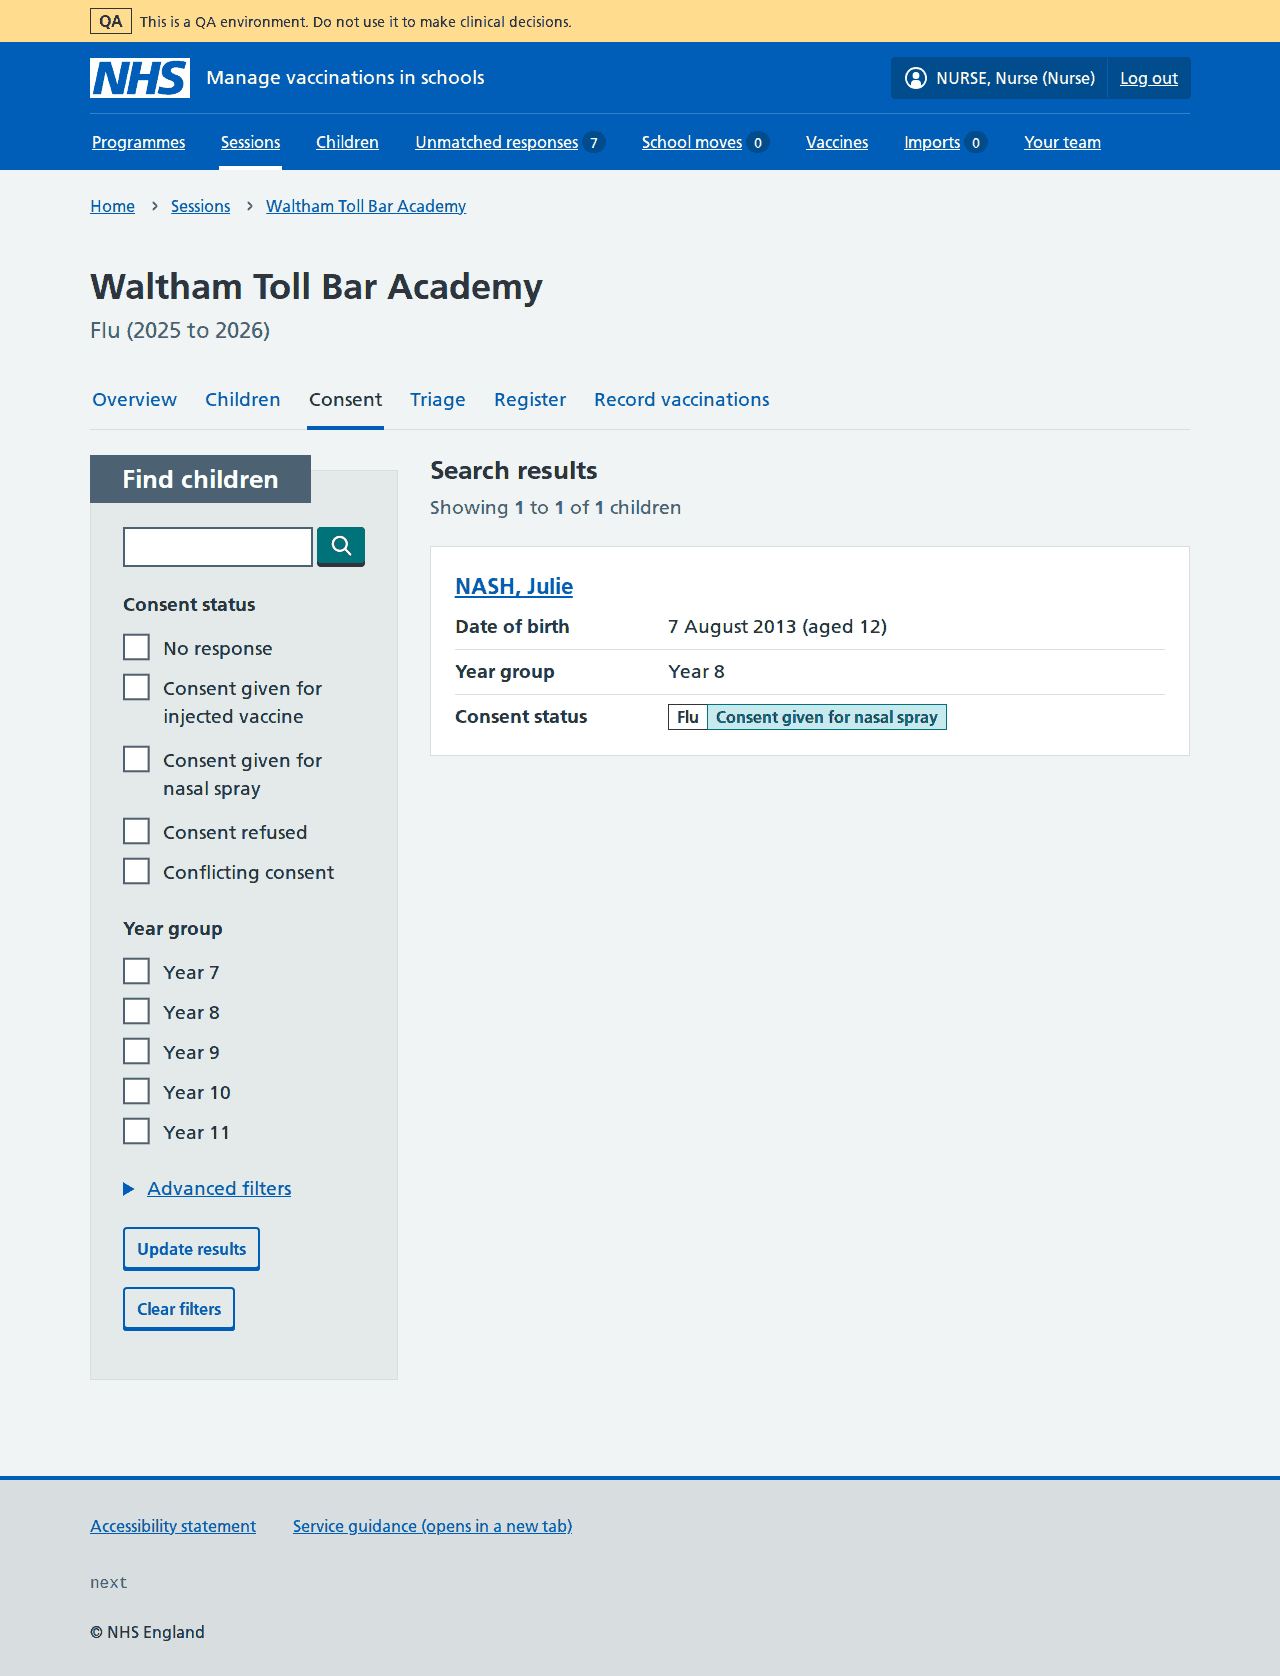 QA This is a QA environment. Do not use it to make clinical decisions.
NHS Manage vaccinations in schools NURSE, Nurse (Nurse) Log out
Programmes Sessions Children Unmatched responses 7 School moves 0 Vaccines Imports 0 Your team
Home Sessions Waltham Toll Bar Academy
Waltham Toll Bar Academy
Flu (2025 to 2026)
Overview Children Consent Triage Register Record vaccinations
Find children
Consent status
No response
Consent given for
injected vaccine
Consent given for
nasal spray
Consent refused
Conflicting consent
Year group
Year 7
Year 8
Year 9
Year 10
Year 11
Advanced filters
Update results
Clear filters
Search results
Showing 1 to 1 of 1 children
NASH, Julie
Date of birth 7 August 2013 (aged 12)
Year group Year 8
Consent status Flu Consent given for nasal spray
Accessibility statement Service guidance (opens in a new tab)
next
© NHS England